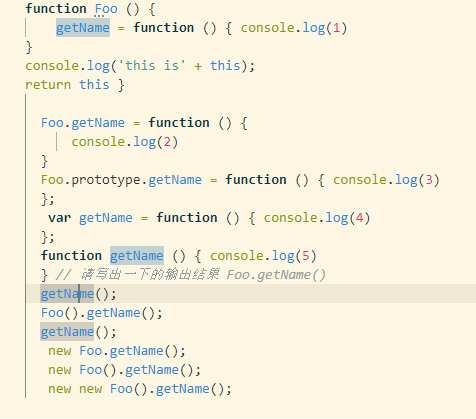 function Foo () {
getName = function () { console.log(1)
}
console.log('this is' + this);
return this }
Foo.getName = function () {
console.log(2)
}
Foo.prototype.getName = function () { console.log(3)
};
var getName = function () { console.log(4)
};
function getName () { console.log(5)
} // 请写出一下的输出结果 Foo.getName()
getName();
Foo().getName();
getName();
new Foo.getName();
new Foo().getName();
new new Foo().getName();